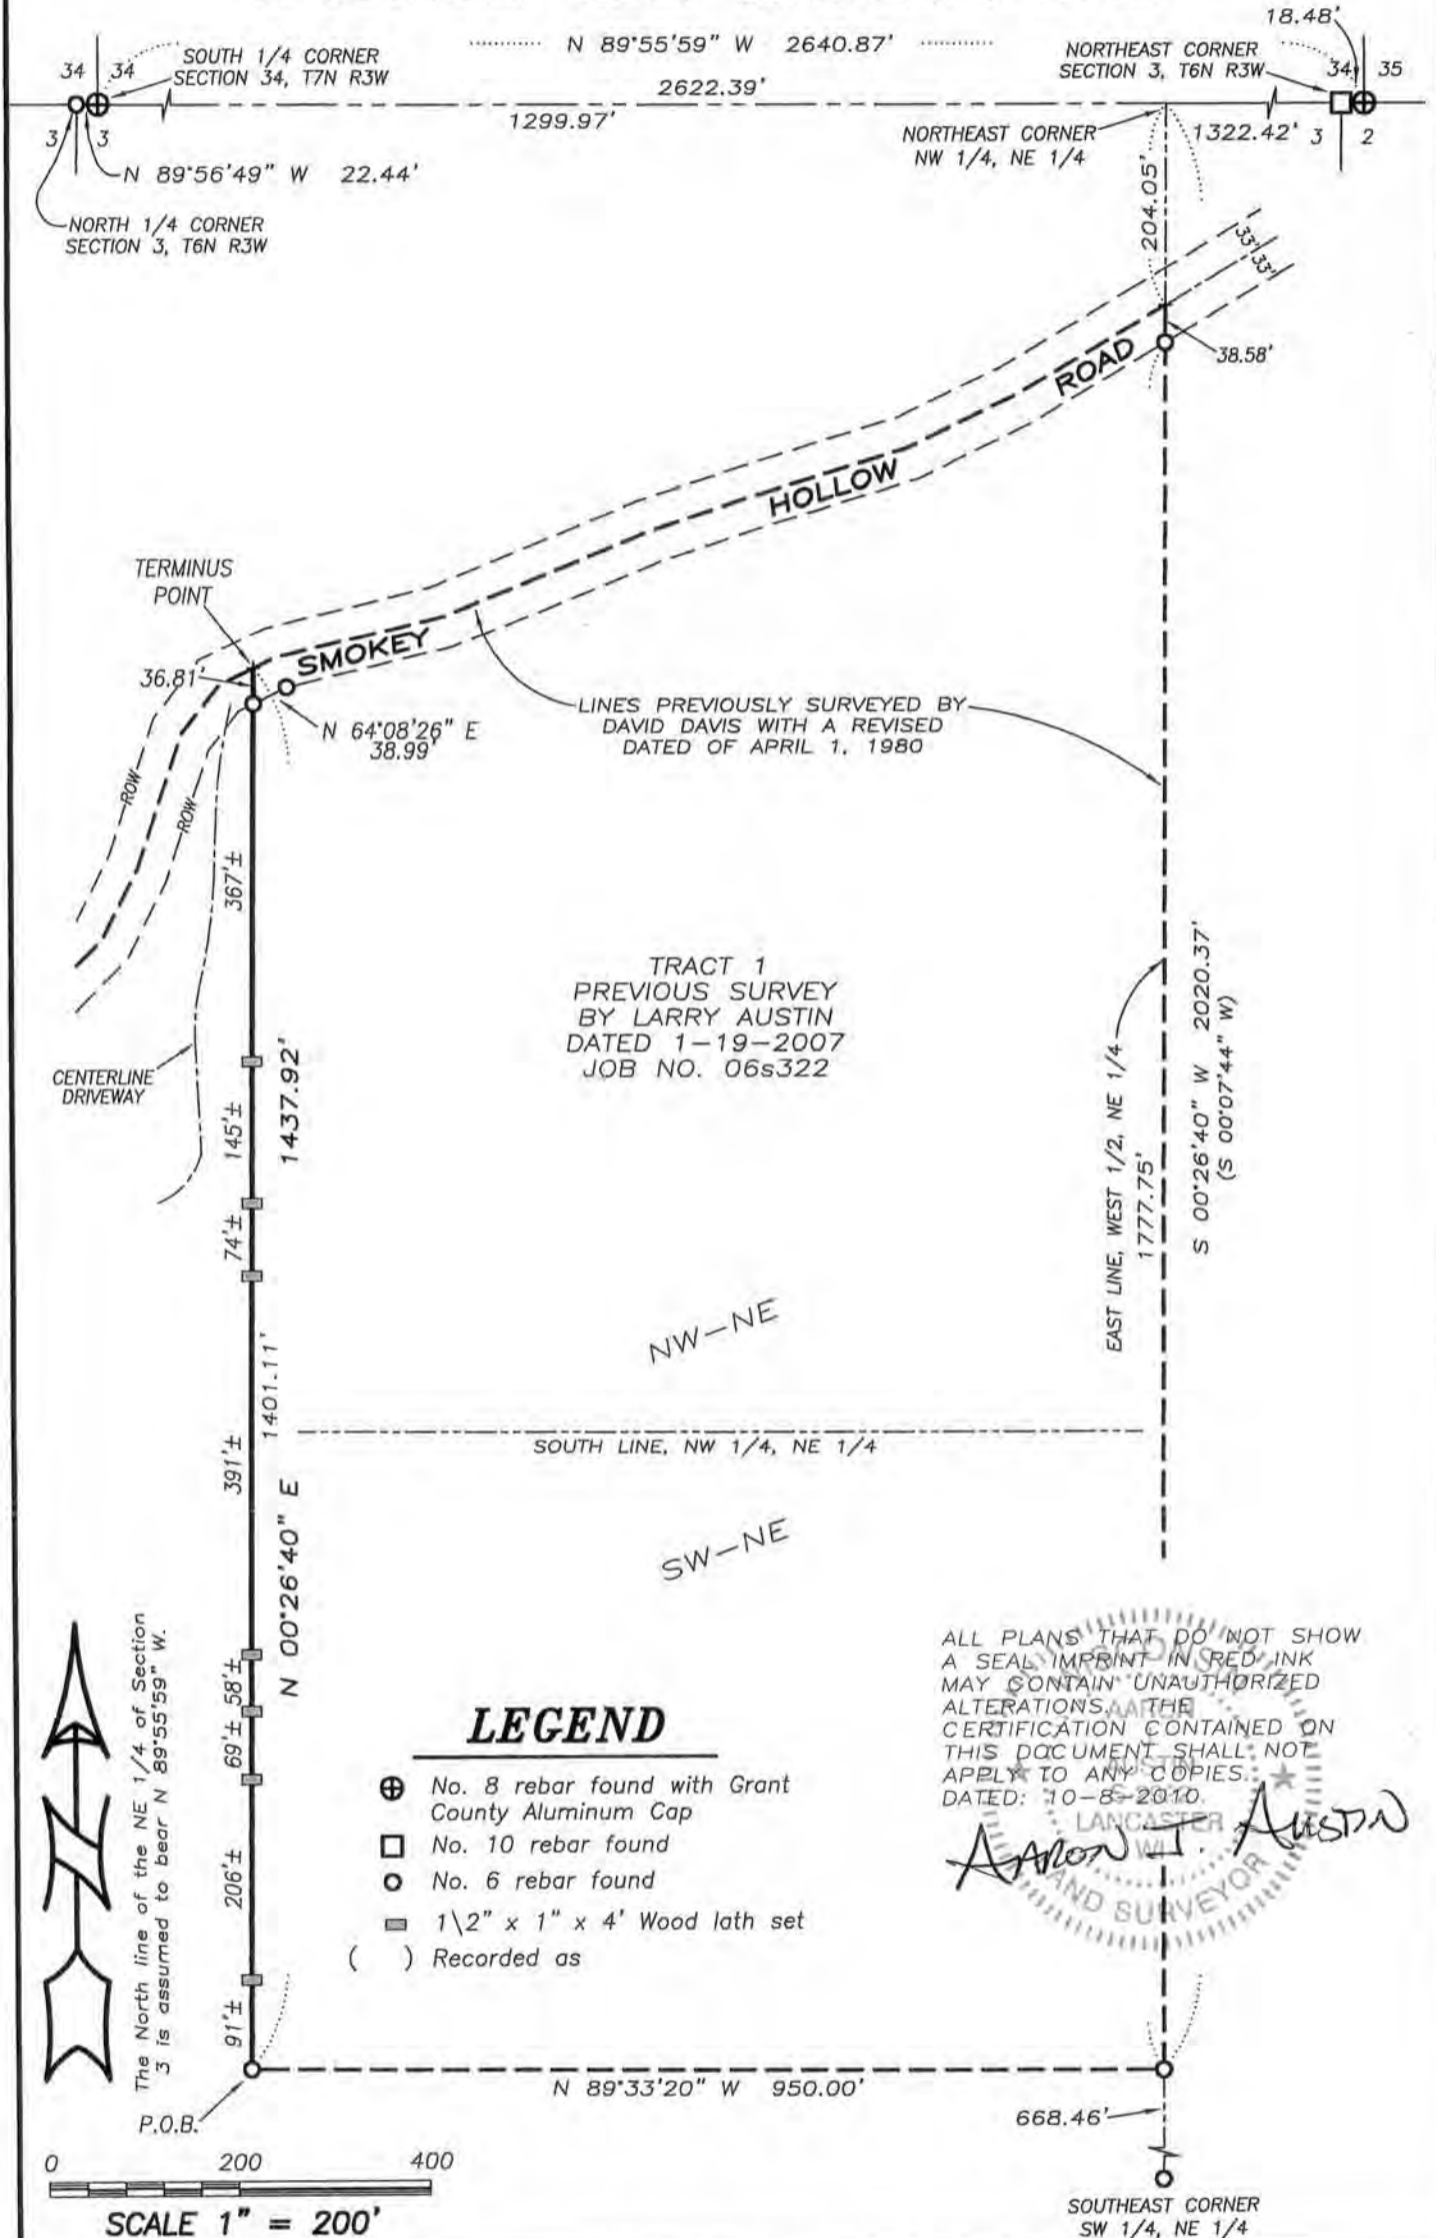 18.48'
N 89°55'59" W 2640.87'
SOUTH 1/4 CORNER
SECTION 34, T7N R3W
NORTHEAST CORNER
SECTION 3, T6N R3W
34 34
34 35
2622.39'
1299.97'
NORTHEAST CORNER
NW 1/4, NE 1/4
1322.42'
3 3
3 2
N 89°56'49" W 22.44'
NORTH 1/4 CORNER
SECTION 3, T6N R3W
204.05'
33'
33'
38.58'
SMOKEY HOLLOW ROAD
TERMINUS
POINT
36.81'
N 64°08'26" E
38.99'
LINES PREVIOUSLY SURVEYED BY
DAVID DAVIS WITH A REVISED
DATED OF APRIL 1, 1980
ROW
ROW
367'±
TRACT 1
PREVIOUS SURVEY
BY LARRY AUSTIN
DATED 1-19-2007
JOB NO. 06s322
CENTERLINE
DRIVEWAY
145'±
1437.92'
74'±
EAST LINE, WEST 1/2, NE 1/4
1777.75'
S 00°26'40" W 2020.37'
(S 00°07'44" W)
NW-NE
1401.11'
391'±
SOUTH LINE, NW 1/4, NE 1/4
N 00°26'40" E
SW-NE
58'±
69'±
206'±
91'±
The North line of the NE 1/4 of Section
3 is assumed to bear N 89°55'59" W.
LEGEND
No. 8 rebar found with Grant
County Aluminum Cap
No. 10 rebar found
No. 6 rebar found
1\2" x 1" x 4' Wood lath set
( ) Recorded as
ALL PLANS THAT DO NOT SHOW
A SEAL IMPRINT IN RED INK
MAY CONTAIN UNAUTHORIZED
ALTERATIONS. THE
CERTIFICATION CONTAINED ON
THIS DOCUMENT SHALL NOT
APPLY TO ANY COPIES.
DATED: 10-8-2010.
WISCONSIN
AARON
AUSTIN
LANCASTER
WI
LAND SURVEYOR
AARON J. AUSTIN
N 89°33'20" W 950.00'
P.O.B.
668.46'
0 200 400
SCALE 1" = 200'
SOUTHEAST CORNER
SW 1/4, NE 1/4